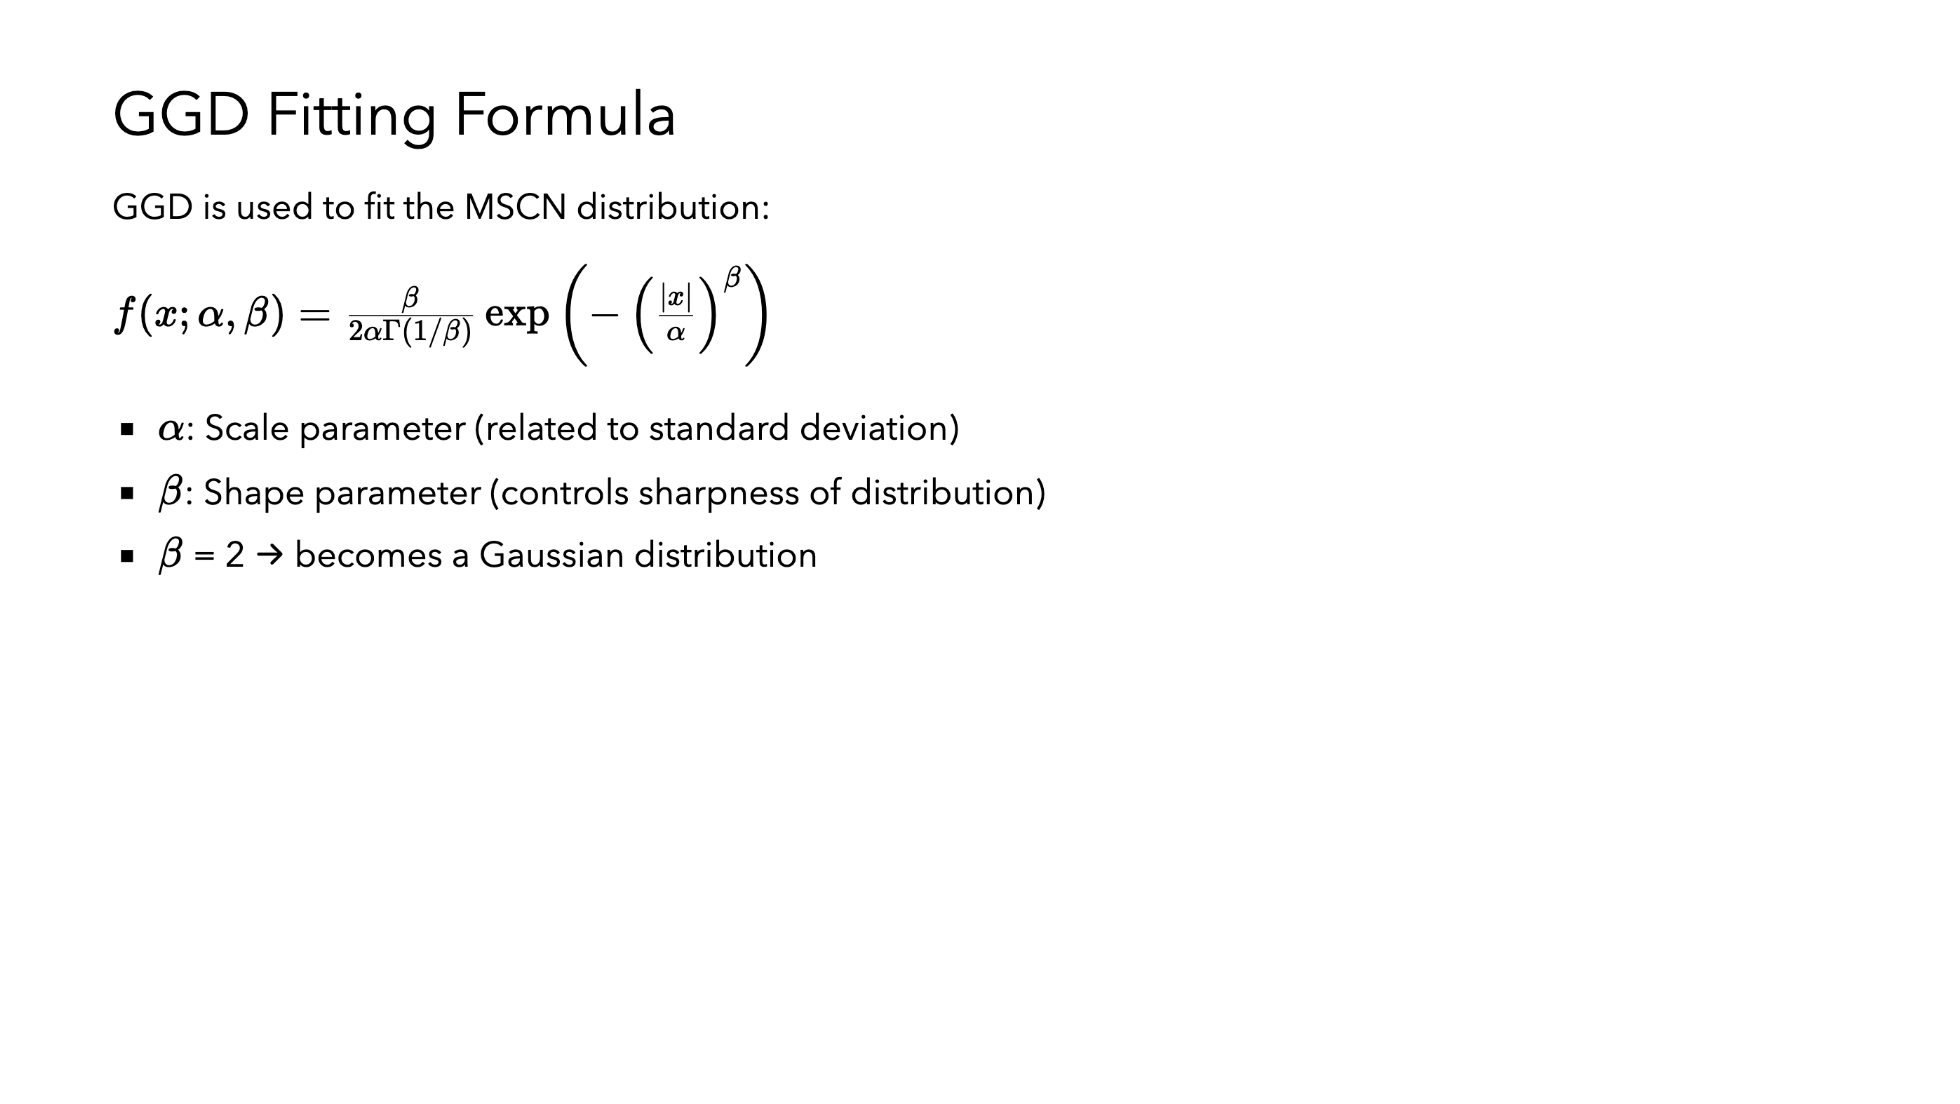 GGD Fitting Formula
GGD is used to fit the MSCN distribution:
f(x; α, β) = β / 2αΓ(1/β) exp(−(|x|/α)^β)
▪ α: Scale parameter (related to standard deviation)
▪ β: Shape parameter (controls sharpness of distribution)
▪ β = 2 → becomes a Gaussian distribution